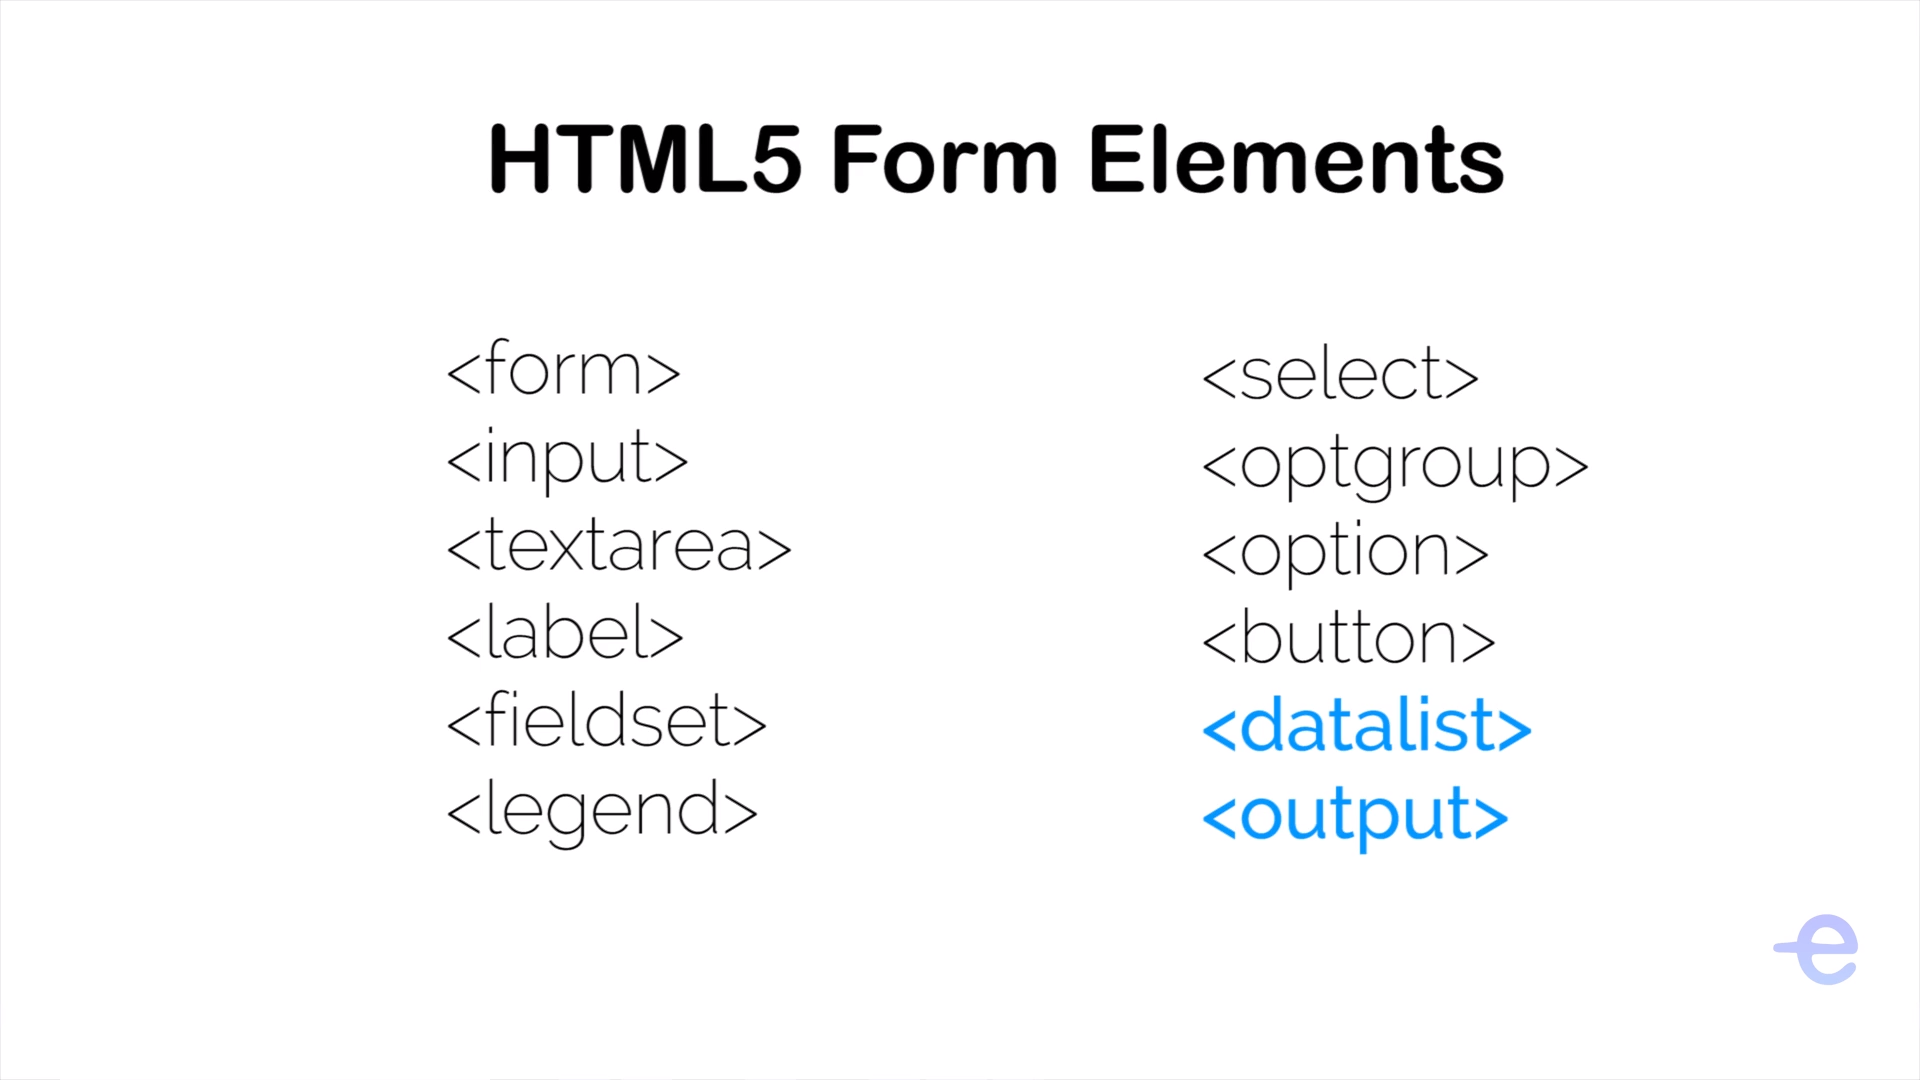 HTML5 Form Elements
<form>
<input>
<textarea>
<label>
<fieldset>
<legend>
<select>
<optgroup>
<option>
<button>
<datalist>
<output>
e